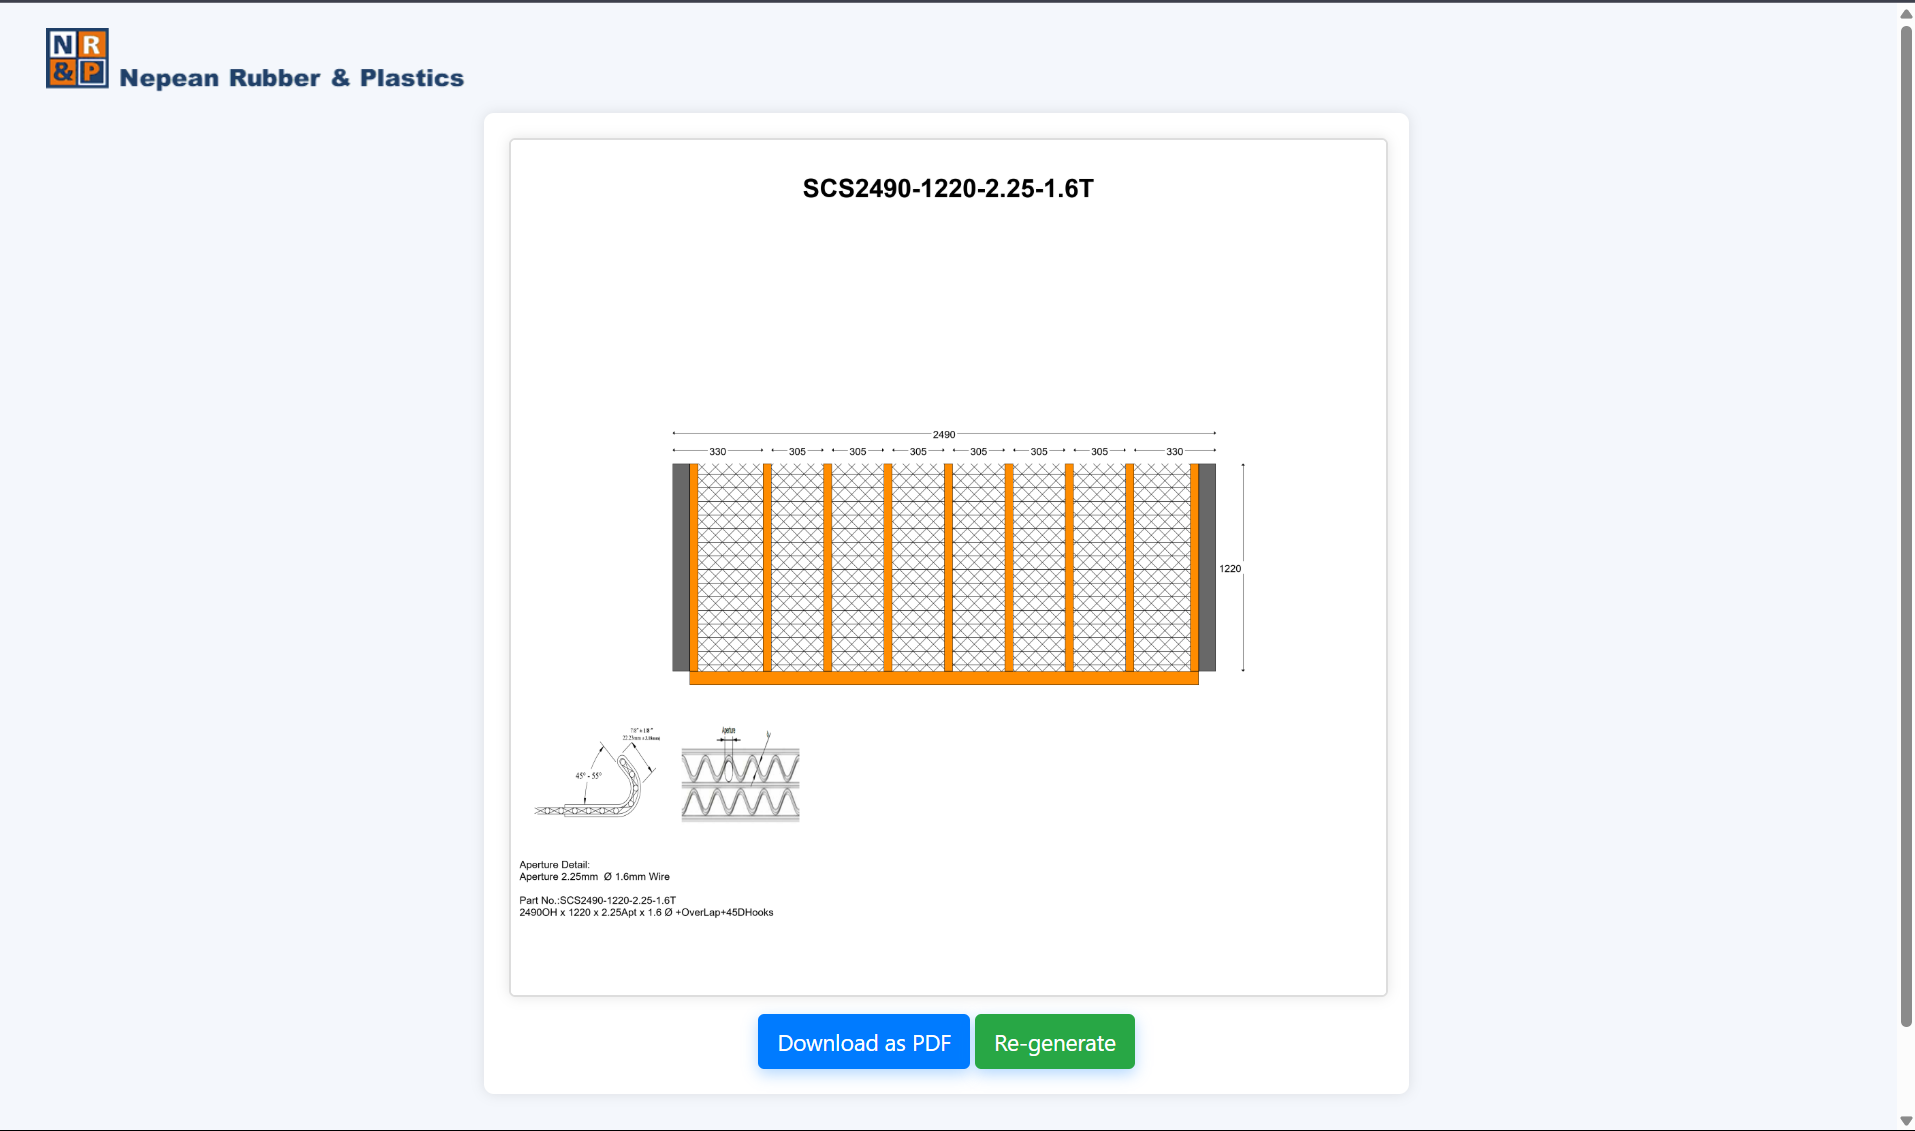 N R
& P
Nepean Rubber & Plastics
SCS2490-1220-2.25-1.6T
2490
330 305 305 305 305 305 305 330
1220
Aperture
45° - 55°
Aperture Detail:
Aperture 2.25mm Ø 1.6mm Wire
Part No.:SCS2490-1220-2.25-1.6T
2490OH x 1220 x 2.25Apt x 1.6 Ø +OverLap+45DHooks
Download as PDF
Re-generate